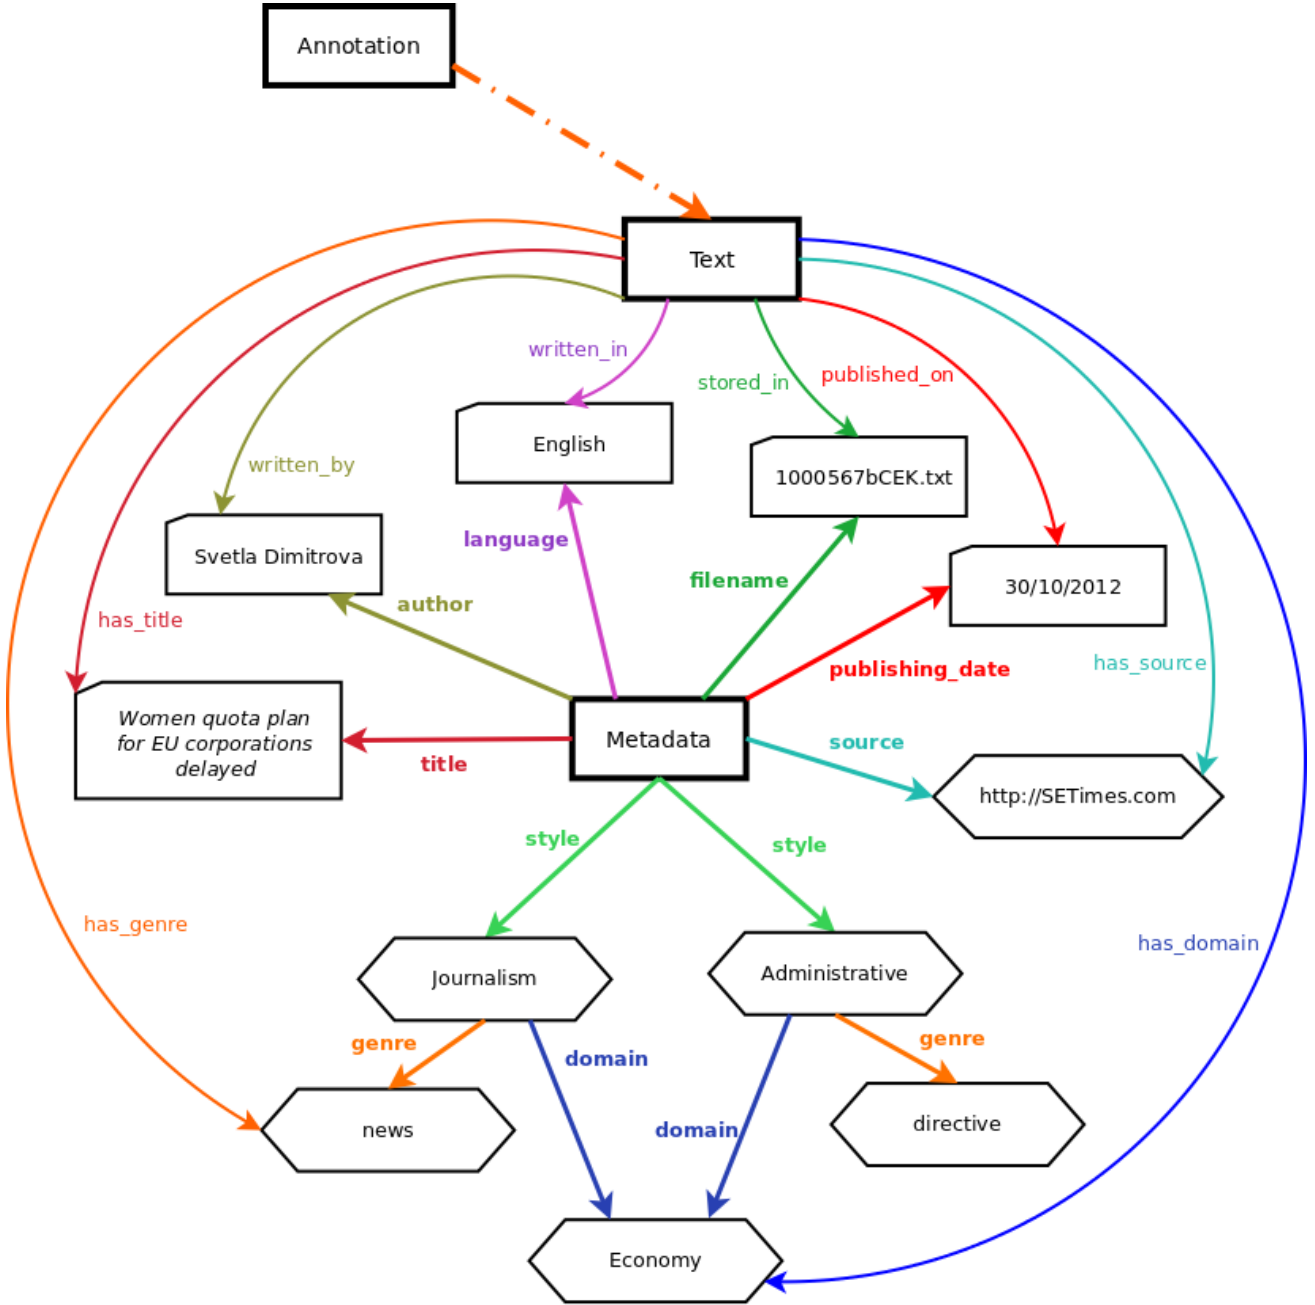 Annotation
Text
written_in
stored_in
published_on
English
1000567bCEK.txt
written_by
language
Svetla Dimitrova
filename
30/10/2012
author
has_title
has_source
publishing_date
Women quota plan
for EU corporations
delayed
Metadata
title
source
http://SETimes.com
style
style
has_genre
has_domain
Journalism
Administrative
genre
domain
genre
domain
news
directive
Economy